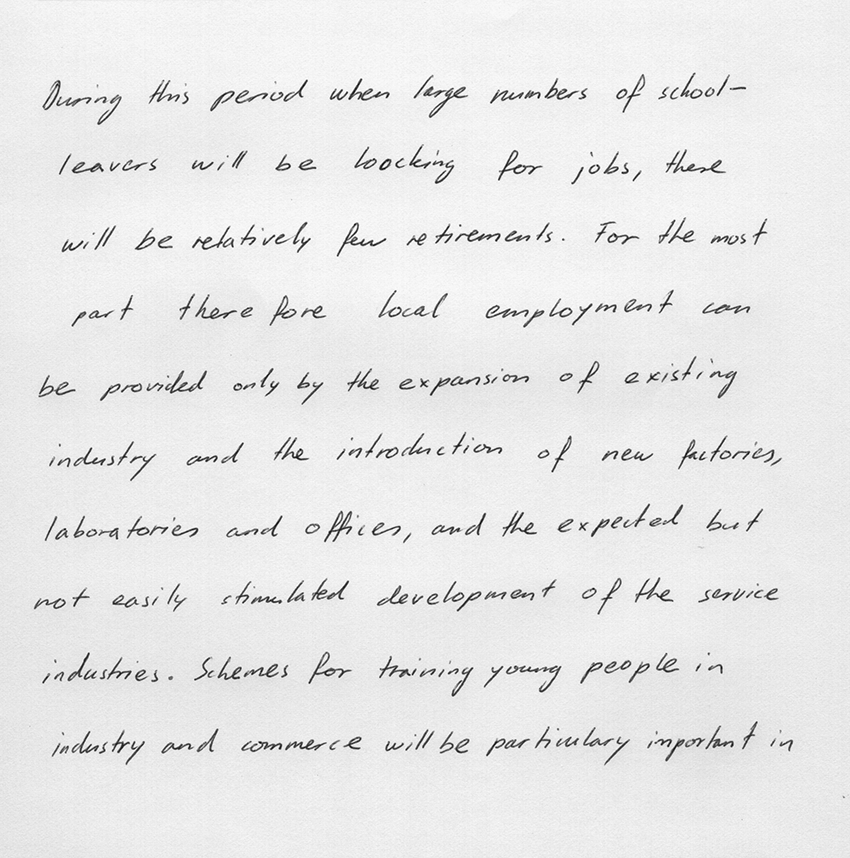 During this period when large numbers of school-
leavers will be loocking for jobs, there
will be relatively few retirements. For the most
part therefore local employment can
be provided only by the expansion of existing
industry and the introduction of new factories,
laboratories and offices, and the expected but
not easily stimulated development of the service
industries. Schemes for training young people in
industry and commerce will be particulary important in